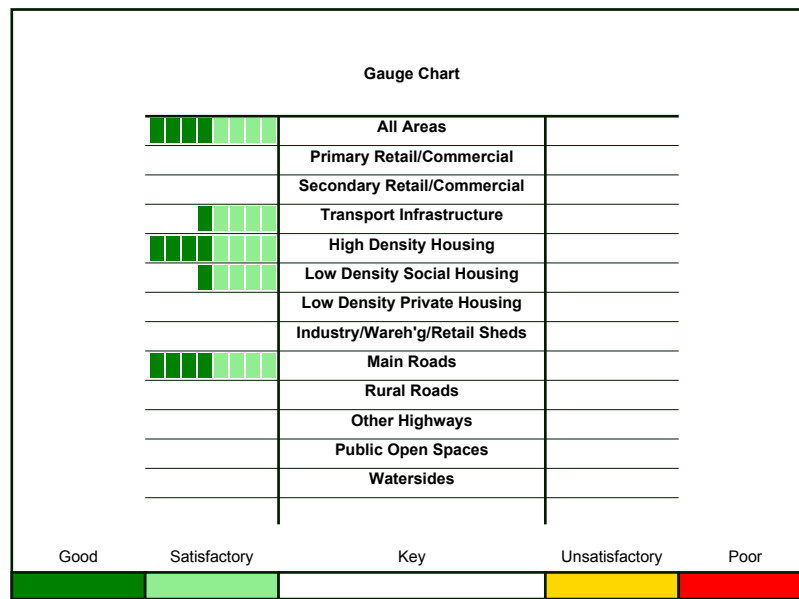 Gauge Chart
All Areas
Primary Retail/Commercial
Secondary Retail/Commercial
Transport Infrastructure
High Density Housing
Low Density Social Housing
Low Density Private Housing
Industry/Wareh'g/Retail Sheds
Main Roads
Rural Roads
Other Highways
Public Open Spaces
Watersides
Good Satisfactory Key Unsatisfactory Poor